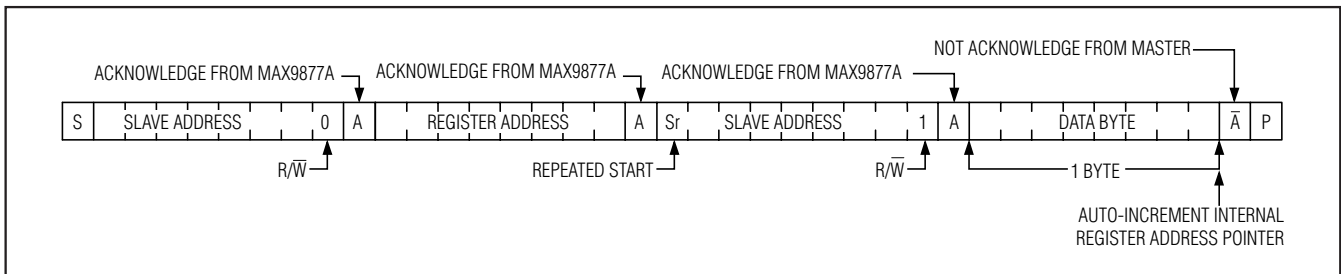 NOT ACKNOWLEDGE FROM MASTER
ACKNOWLEDGE FROM MAX9877A ACKNOWLEDGE FROM MAX9877A ACKNOWLEDGE FROM MAX9877A
S SLAVE ADDRESS 0 A REGISTER ADDRESS A Sr SLAVE ADDRESS 1 A DATA BYTE A̅ P
R/W̅ REPEATED START R/W̅ 1 BYTE
AUTO-INCREMENT INTERNAL
REGISTER ADDRESS POINTER